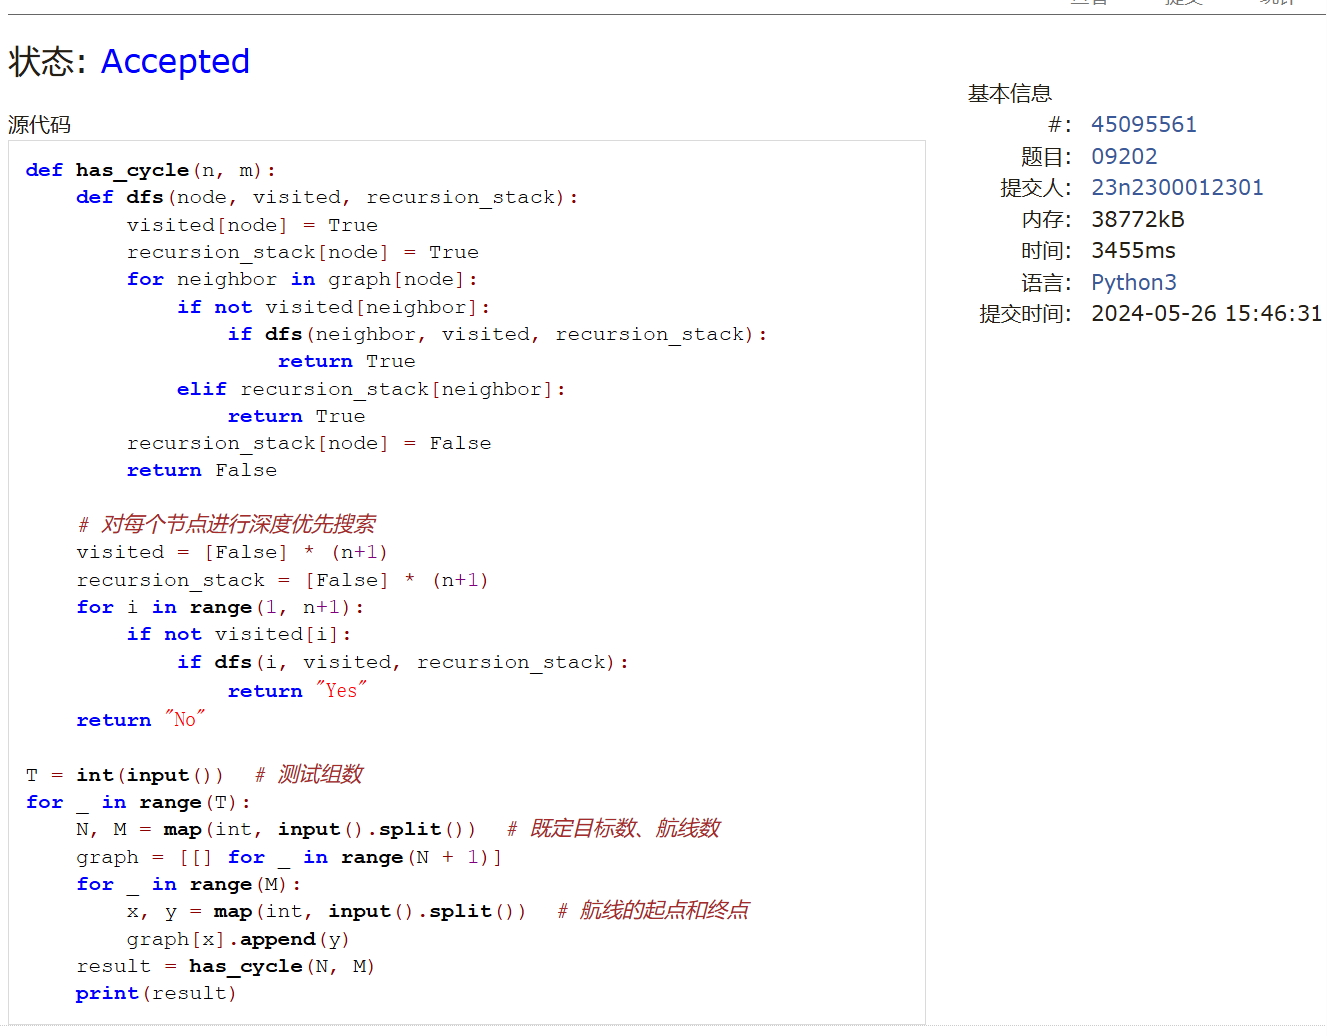 状态: Accepted
源代码
def has_cycle(n, m):
    def dfs(node, visited, recursion_stack):
        visited[node] = True
        recursion_stack[node] = True
        for neighbor in graph[node]:
            if not visited[neighbor]:
                if dfs(neighbor, visited, recursion_stack):
                    return True
            elif recursion_stack[neighbor]:
                return True
        recursion_stack[node] = False
        return False

    # 对每个节点进行深度优先搜索
    visited = [False] * (n+1)
    recursion_stack = [False] * (n+1)
    for i in range(1, n+1):
        if not visited[i]:
            if dfs(i, visited, recursion_stack):
                return "Yes"
    return "No"

T = int(input())  # 测试组数
for _ in range(T):
    N, M = map(int, input().split())  # 既定目标数、航线数
    graph = [[] for _ in range(N + 1)]
    for _ in range(M):
        x, y = map(int, input().split())  # 航线的起点和终点
        graph[x].append(y)
    result = has_cycle(N, M)
    print(result)
基本信息
#: 45095561
题目: 09202
提交人: 23n2300012301
内存: 38772kB
时间: 3455ms
语言: Python3
提交时间: 2024-05-26 15:46:31